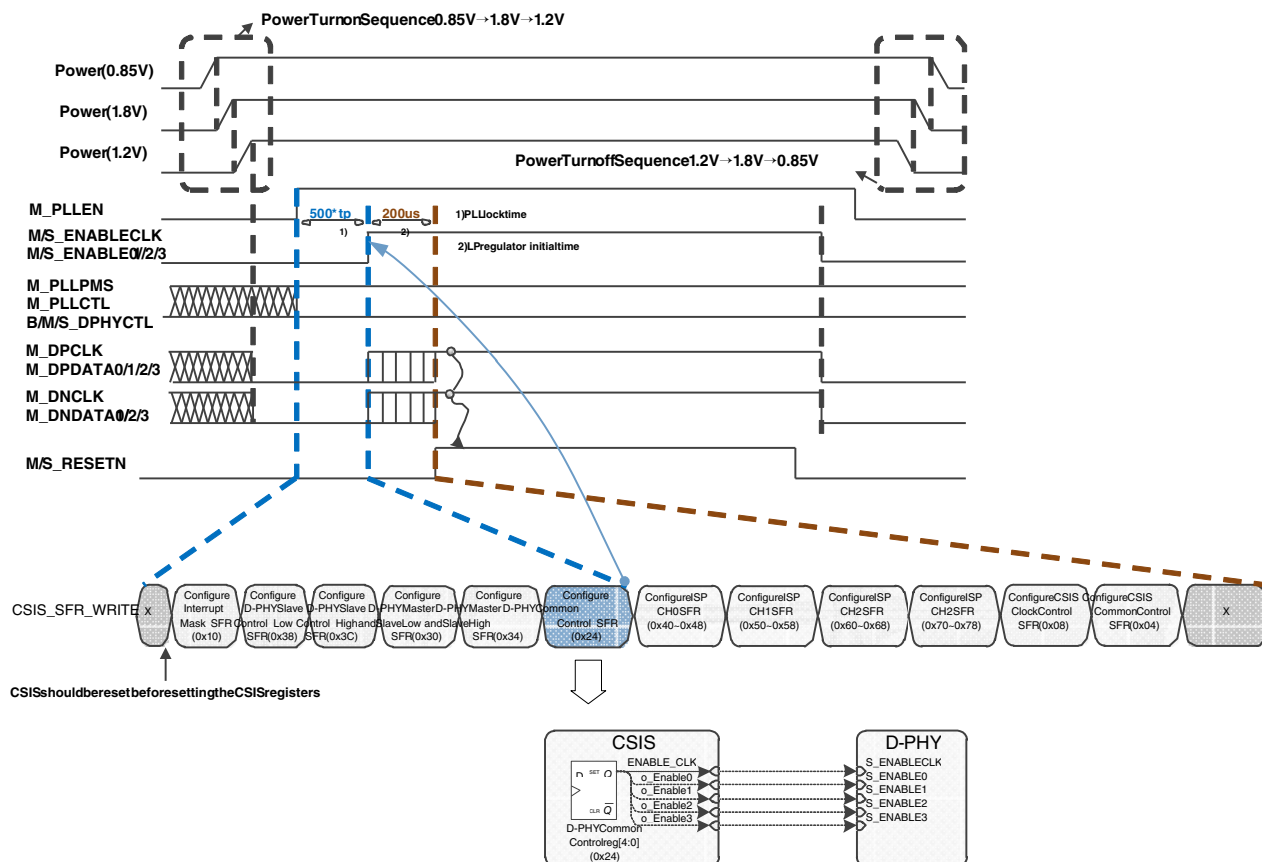 PowerTurnonSequence0.85V→1.8V→1.2V
Power(0.85V)
Power(1.8V)
Power(1.2V)
PowerTurnoffSequence1.2V→1.8V→0.85V
M_PLLEN
500*tp
200us
1)PLLlocktime
1)
2)
M/S_ENABLECLK
M/S_ENABLE0/1/2/3
2)LPregulator initialtime
M_PLLPMS
M_PLLCTL
B/M/S_DPHYCTL
M_DPCLK
M_DPDATA0/1/2/3
M_DNCLK
M_DNDATA0/1/2/3
M/S_RESETN
CSIS_SFR_WRITE
X
Configure
Interrupt
Mask SFR
(0x10)
Configure
D-PHYSlave
Control Low
SFR(0x38)
Configure
D-PHYSlave
Control High
SFR(0x3C)
Configure
D-PHYMaster
andSlaveLow
SFR(0x30)
Configure
D-PHYMaster
andSlaveHigh
SFR(0x34)
Configure
D-PHYCommon
Control SFR
(0x24)
ConfigureISP
CH0SFR
(0x40~0x48)
ConfigureISP
CH1SFR
(0x50~0x58)
ConfigureISP
CH2SFR
(0x60~0x68)
ConfigureISP
CH2SFR
(0x70~0x78)
ConfigureCSIS
ClockControl
SFR(0x08)
ConfigureCSIS
CommonControl
SFR(0x04)
X
CSISshouldberesetbeforesettingtheCSISregisters
CSIS
D-PHY
ENABLE_CLK
o_Enable0
o_Enable1
o_Enable2
o_Enable3
D SET Q
CLR Q
D-PHYCommon
Controlreg[4:0]
(0x24)
S_ENABLECLK
S_ENABLE0
S_ENABLE1
S_ENABLE2
S_ENABLE3